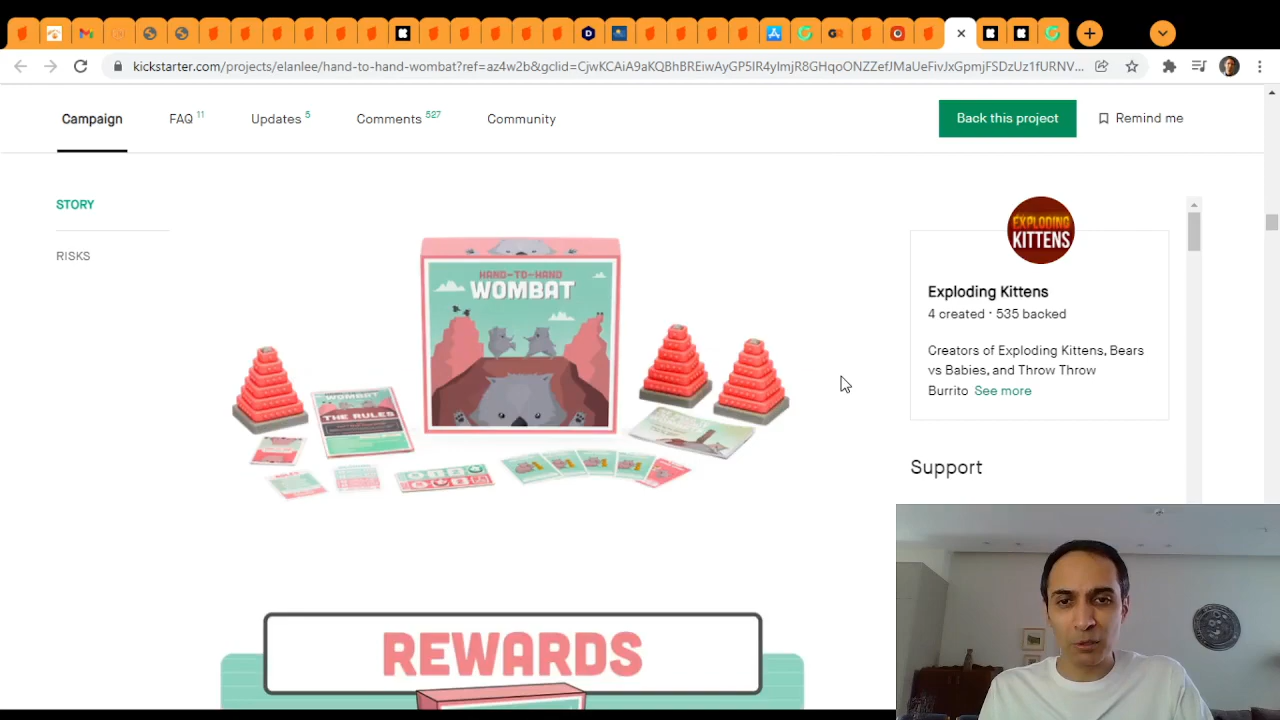 kickstarter.com/projects/elanlee/hand-to-hand-wombat?ref=az4w2b&gclid=CjwKCAiA9aKQBhBREiwAyGP5IR4yImjR8GHqoONZZefJMaUeFivJxGpmjFSDzUz1fURNV...
Campaign
FAQ 11
Updates 5
Comments 527
Community
Back this project
Remind me
STORY
RISKS
HAND-TO-HAND
WOMBAT
WOMBAT
THE RULES
EXPLODING
KITTENS
Exploding Kittens
4 created · 535 backed
Creators of Exploding Kittens, Bears
vs Babies, and Throw Throw
Burrito See more
Support
REWARDS